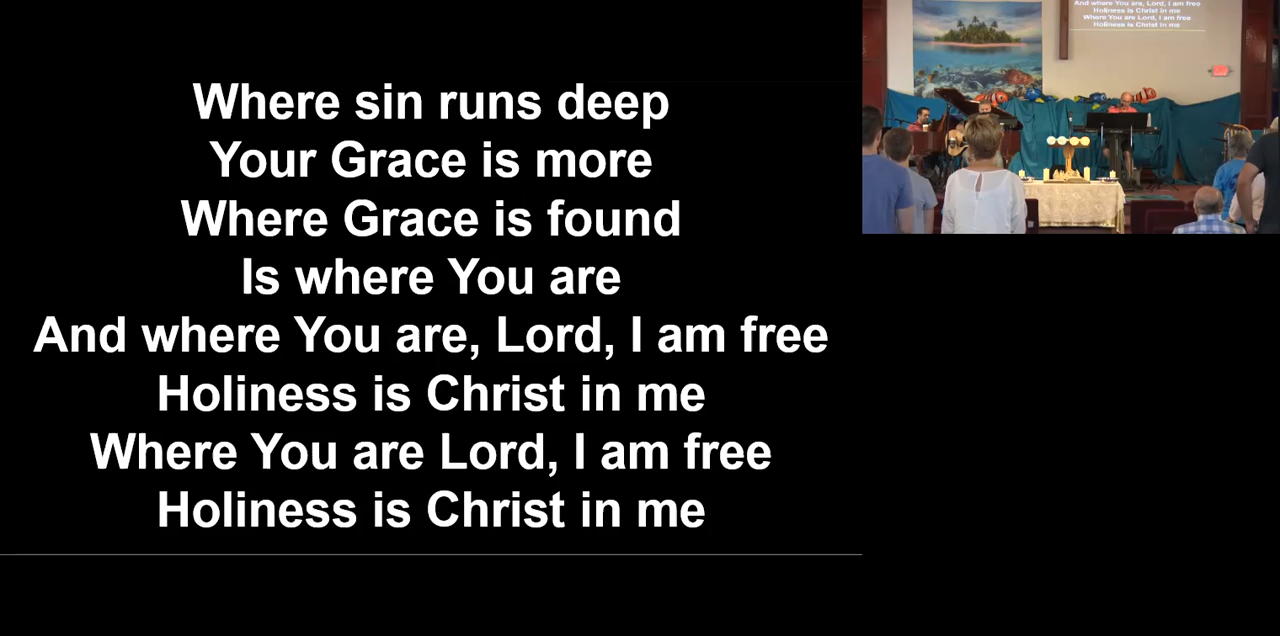 Where sin runs deep
Your Grace is more
Where Grace is found
Is where You are
And where You are, Lord, I am free
Holiness is Christ in me
Where You are Lord, I am free
Holiness is Christ in me
And where You are, Lord, I am free
Holiness is Christ in me
Where You are Lord, I am free
Holiness is Christ in me